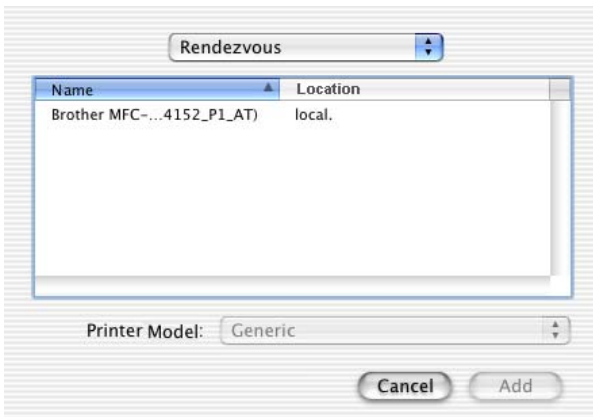 Rendezvous
Name Location
Brother MFC-...4152_P1_AT) local.
Printer Model: Generic
Cancel Add